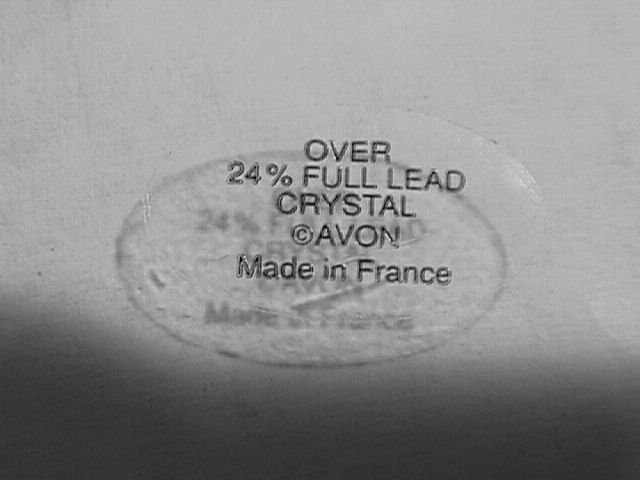 OVER
24% FULL LEAD
CRYSTAL
©AVON
Made in France